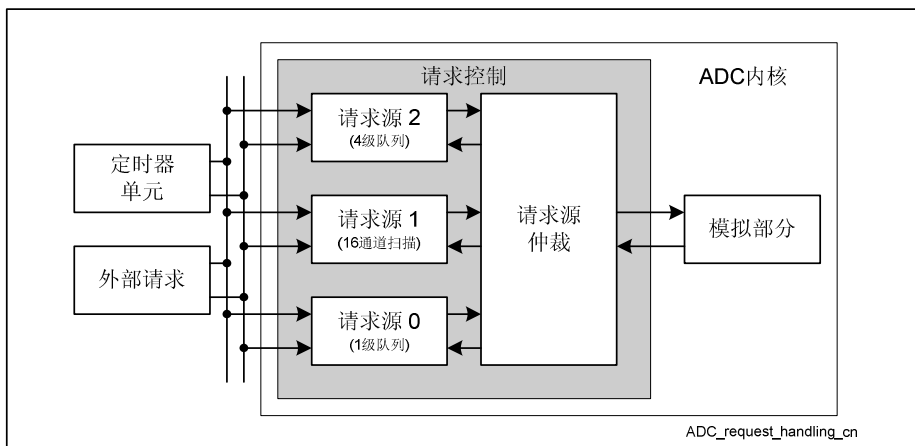 请求控制
ADC内核
请求源 2
(4级队列)
定时器
单元
请求源 1
(16通道扫描)
请求源
仲裁
模拟部分
外部请求
请求源 0
(1级队列)
ADC_request_handling_cn